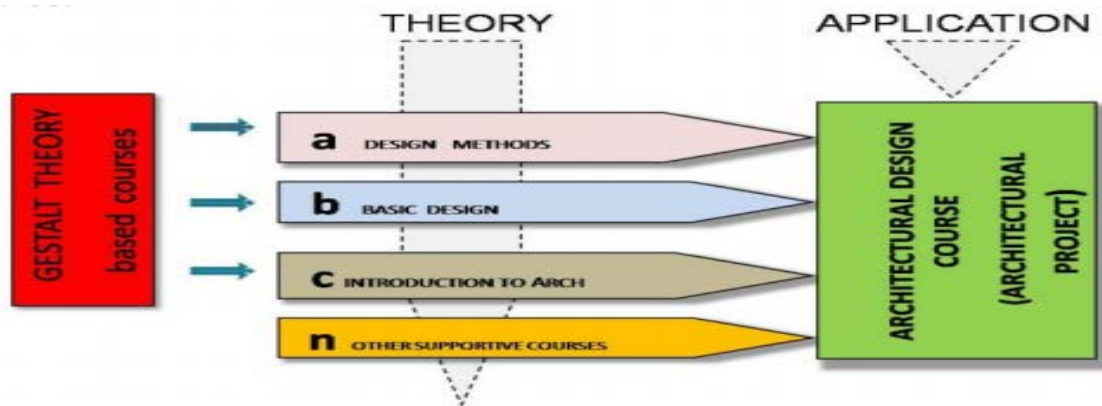 THEORY
APPLICATION
GESTALT THEORY
based courses
a DESIGN METHODS
b BASIC DESIGN
c INTRODUCTION TO ARCH
n OTHER SUPPORTIVE COURSES
ARCHITECTURAL DESIGN
COURSE
(ARCHITECTURAL
PROJECT)